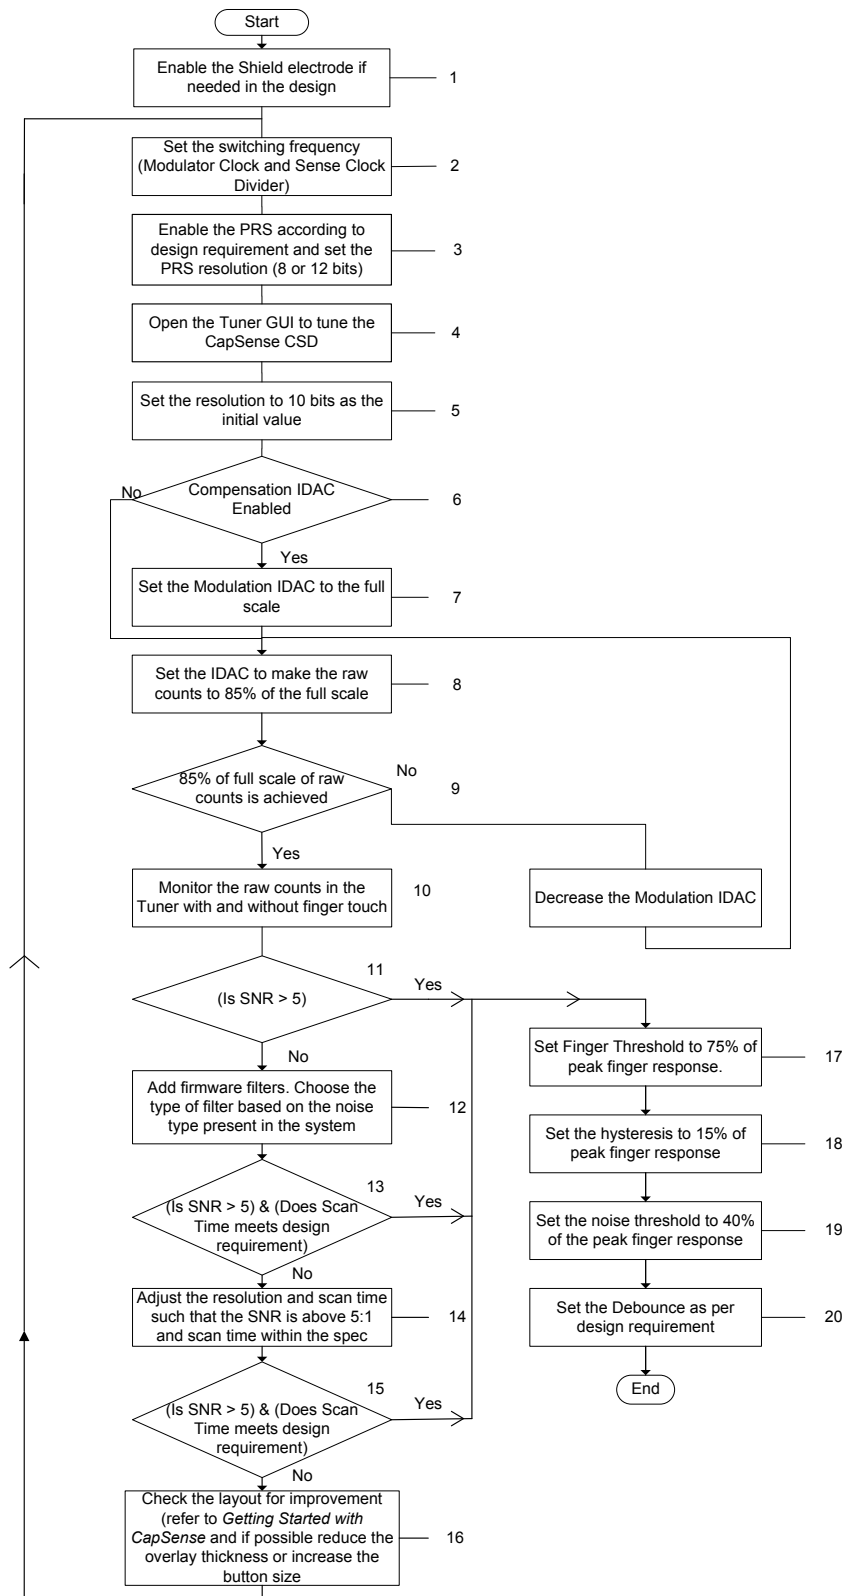 Start
Enable the Shield electrode if
needed in the design
1
Set the switching frequency
(Modulator Clock and Sense Clock
Divider)
2
Enable the PRS according to
design requirement and set the
PRS resolution (8 or 12 bits)
3
Open the Tuner GUI to tune the
CapSense CSD
4
Set the resolution to 10 bits as the
initial value
5
No
Compensation IDAC
Enabled
6
Yes
Set the Modulation IDAC to the full
scale
7
Set the IDAC to make the raw
counts to 85% of the full scale
8
85% of full scale of raw
counts is achieved
No
9
Yes
Monitor the raw counts in the
Tuner with and without finger touch
10
Decrease the Modulation IDAC
11
(Is SNR > 5)
Yes
No
Add firmware filters. Choose the
type of filter based on the noise
type present in the system
12
13
(Is SNR > 5) & (Does Scan
Time meets design
requirement)
Yes
No
Adjust the resolution and scan time
such that the SNR is above 5:1
and scan time within the spec
14
15
(Is SNR > 5) & (Does Scan
Time meets design
requirement)
Yes
No
Check the layout for improvement
(refer to Getting Started with
CapSense and if possible reduce the
overlay thickness or increase the
button size
16
Set Finger Threshold to 75% of
peak finger response.
17
Set the hysteresis to 15% of
peak finger response
18
Set the noise threshold to 40%
of the peak finger response
19
Set the Debounce as per
design requirement
20
End